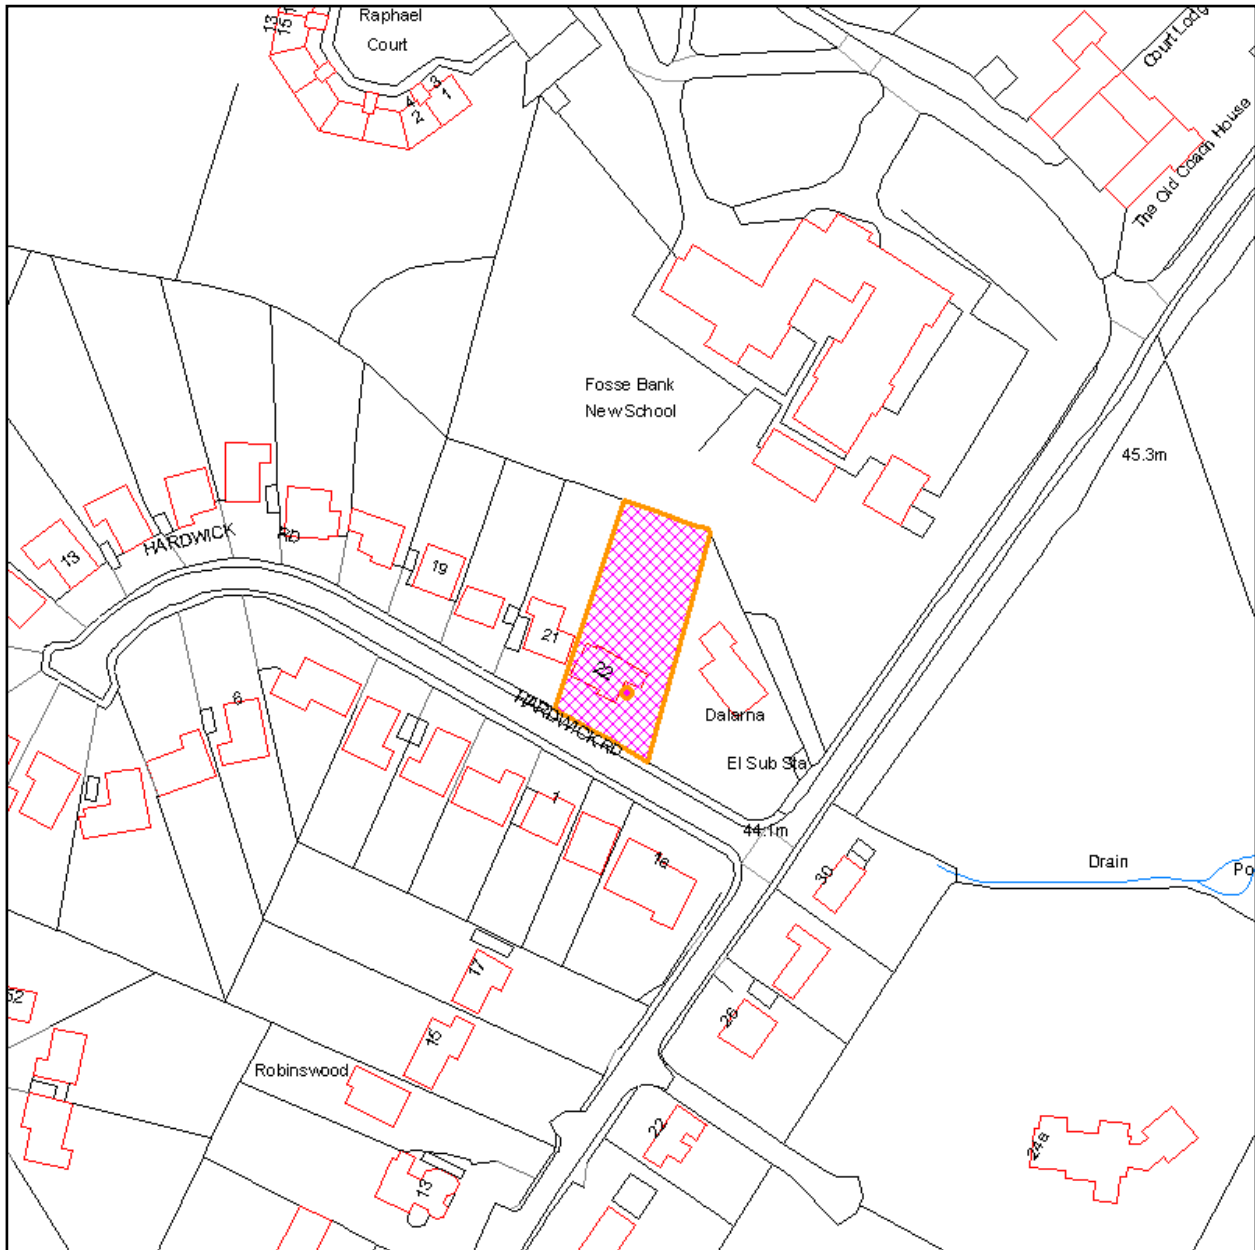 Raphael
Court
13
15
3
1
4
2
Court Lodg
The Old Coach House
Fosse Bank
New School
45.3m
HARDWICK
RD
13
19
21
22
HARDWICK RD
Dalarna
El Sub Sta
6
1
1a
44.1m
30
Drain
Po
17
26
52
15
Robinswood
22
24a
13